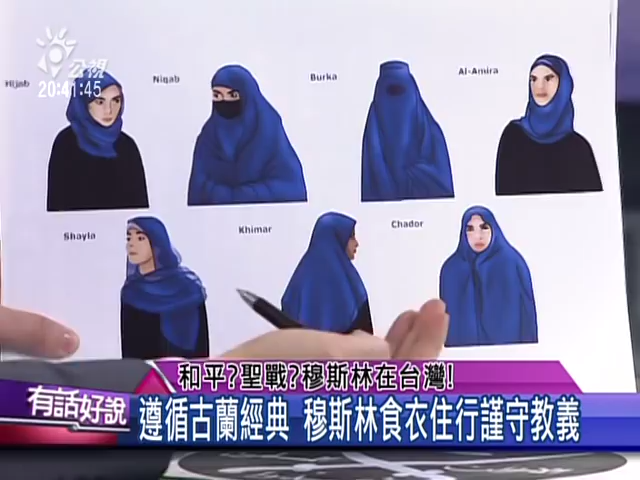 公視
20:41:45
Hijab
Niqab
Burka
Al-Amira
Shayla
Khimar
Chador
和平?聖戰?穆斯林在台灣!
有話好說
遵循古蘭經典 穆斯林食衣住行謹守教義